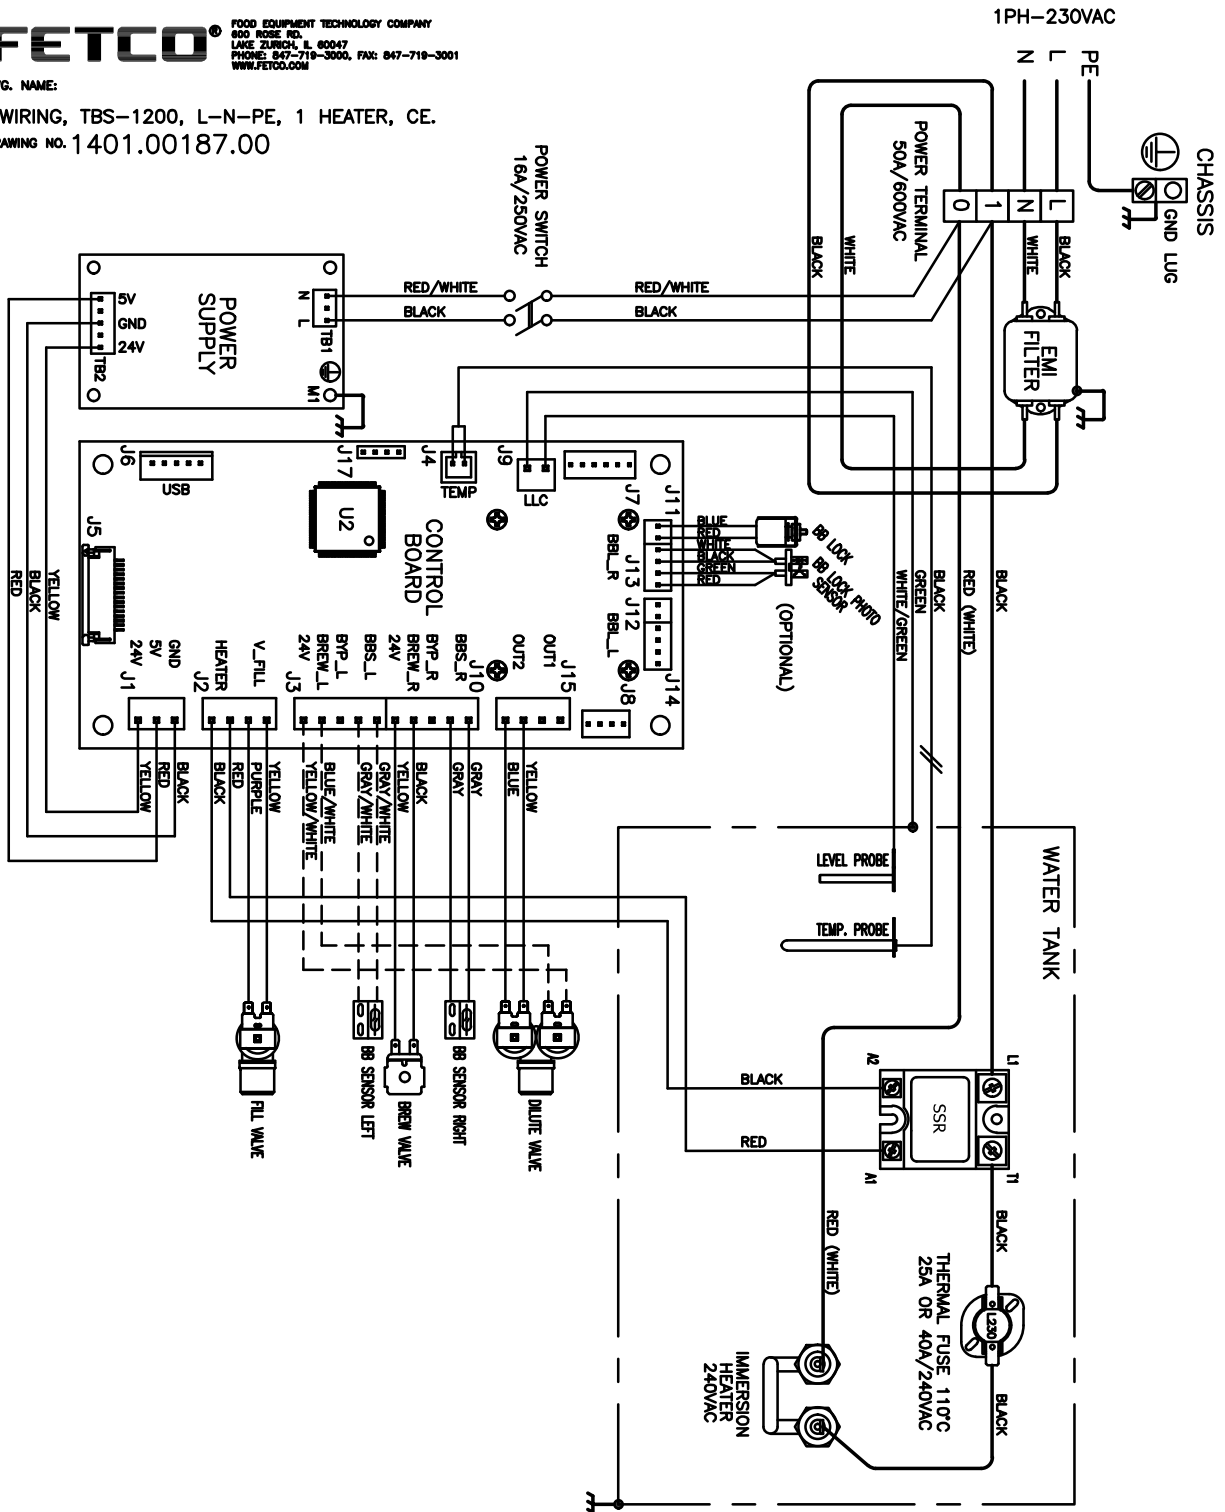 FETCO®
FOOD EQUIPMENT TECHNOLOGY COMPANY
600 ROSE RD.
LAKE ZURICH, IL 60047
PHONE: 847-719-3000, FAX: 847-719-3001
WWW.FETCO.COM
G. NAME:
WIRING, TBS-1200, L-N-PE, 1 HEATER, CE.
AWING NO. 1401.00187.00
1PH-230VAC
N
L
PE
CHASSIS
GND LUG
POWER TERMINAL
50A/600VAC
0
1
N
L
BLACK
WHITE
WHITE
BLACK
EMI
FILTER
POWER SWITCH
16A/250VAC
RED/WHITE
BLACK
RED/WHITE
BLACK
POWER
SUPPLY
5V
GND
24V
TB2
N
L
TB1
M1
J6
USB
J17
J4
TEMP
J9
LLC
J7
J11
BBL_R
J13
J12
BBL_L
J14
J8
U2
CONTROL
BOARD
J5
BLUE
RED
WHITE
BLACK
GREEN
RED
BB LOCK
BB LOCK PHOTO
SENSOR
(OPTIONAL)
WHITE/GREEN
GREEN
BLACK
RED (WHITE)
BLACK
YELLOW
BLACK
RED
24V
5V
GND
J1
HEATER
V_FILL
J2
24V
BREW_L
BYP_L
BBS_L
J3
24V
BREW_R
BYP_R
BBS_R
J10
OUT2
OUT1
J15
YELLOW
RED
BLACK
BLACK
RED
PURPLE
YELLOW
YELLOW/WHITE
BLUE/WHITE
GRAY/WHITE
GRAY/WHITE
YELLOW
BLACK
GRAY
GRAY
BLUE
YELLOW
WATER TANK
LEVEL PROBE
TEMP. PROBE
FILL VALVE
BB SENSOR LEFT
BREW VALVE
BB SENSOR RIGHT
DILUTE VALVE
BLACK
RED
A2
L1
SSR
A1
T1
RED (WHITE)
BLACK
THERMAL FUSE 110°C
25A OR 40A/240VAC
L230
BLACK
IMMERSION
HEATER
240VAC